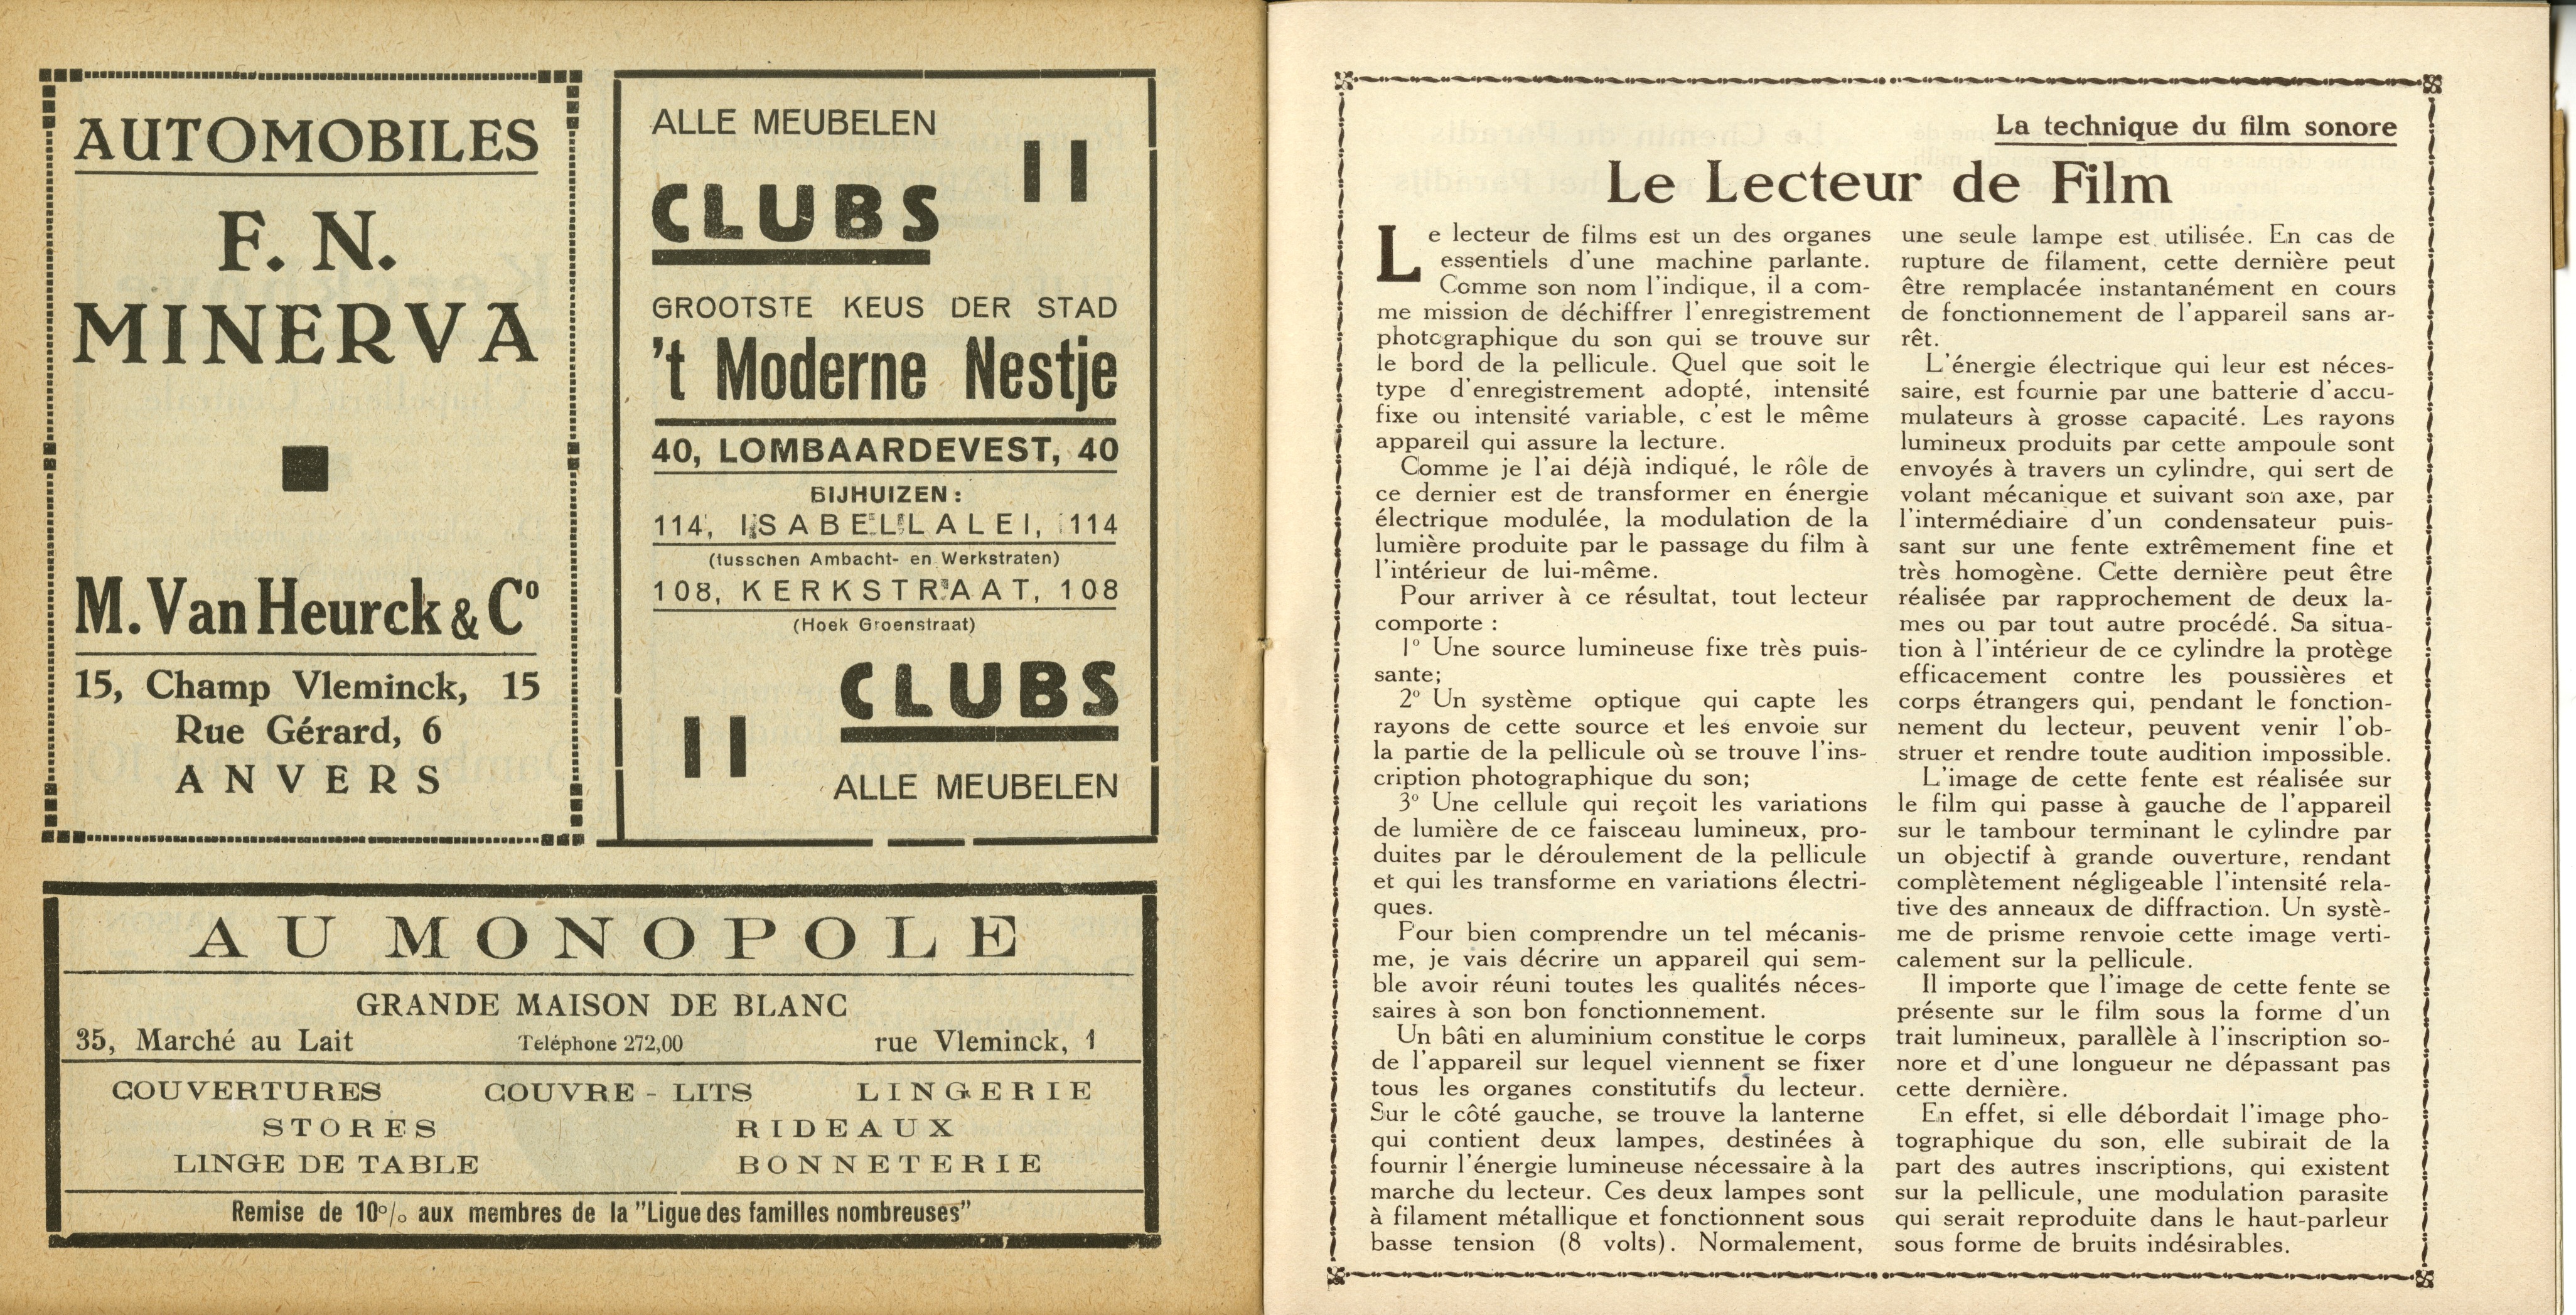 AUTOMOBILES
F. N.
MINERVA
M. Van Heurck & Cº
15, Champ Vleminck, 15
Rue Gérard, 6
ANVERS
ALLE MEUBELEN
CLUBS
GROOTSTE KEUS DER STAD
't Moderne Nestje
40, LOMBAARDEVEST, 40
BIJHUIZEN :
114, ISABELLALEI, 114
(tusschen Ambacht- en Werkstraten)
108, KERKSTRAAT, 108
(Hoek Groenstraat)
CLUBS
ALLE MEUBELEN
AU MONOPOLE
GRANDE MAISON DE BLANC
35, Marché au Lait Téléphone 272,00 rue Vleminck, 1
COUVERTURES COUVRE - LITS LINGERIE
STORES RIDEAUX
LINGE DE TABLE BONNETERIE
Remise de 10% aux membres de la "Ligue des familles nombreuses"
La technique du film sonore
Le Lecteur de Film
Le lecteur de films est un des organes
essentiels d'une machine parlante.
Comme son nom l'indique, il a com-
me mission de déchiffrer l'enregistrement
photographique du son qui se trouve sur
le bord de la pellicule. Quel que soit le
type d'enregistrement adopté, intensité
fixe ou intensité variable, c'est le même
appareil qui assure la lecture.
Comme je l'ai déjà indiqué, le rôle de
ce dernier est de transformer en énergie
électrique modulée, la modulation de la
lumière produite par le passage du film à
l'intérieur de lui-même.
Pour arriver à ce résultat, tout lecteur
comporte :
1º Une source lumineuse fixe très puis-
sante;
2º Un système optique qui capte les
rayons de cette source et les envoie sur
la partie de la pellicule où se trouve l'ins-
cription photographique du son;
3º Une cellule qui reçoit les variations
de lumière de ce faisceau lumineux, pro-
duites par le déroulement de la pellicule
et qui les transforme en variations électri-
ques.
Pour bien comprendre un tel mécanis-
me, je vais décrire un appareil qui sem-
ble avoir réuni toutes les qualités néces-
saires à son bon fonctionnement.
Un bâti en aluminium constitue le corps
de l'appareil sur lequel viennent se fixer
tous les organes constitutifs du lecteur.
Sur le côté gauche, se trouve la lanterne
qui contient deux lampes, destinées à
fournir l'énergie lumineuse nécessaire à la
marche du lecteur. Ces deux lampes sont
à filament métallique et fonctionnent sous
basse tension (8 volts). Normalement,
une seule lampe est utilisée. En cas de
rupture de filament, cette dernière peut
être remplacée instantanément en cours
de fonctionnement de l'appareil sans ar-
rêt.
L'énergie électrique qui leur est néces-
saire, est fournie par une batterie d'accu-
mulateurs à grosse capacité. Les rayons
lumineux produits par cette ampoule sont
envoyés à travers un cylindre, qui sert de
volant mécanique et suivant son axe, par
l'intermédiaire d'un condensateur puis-
sant sur une fente extrêmement fine et
très homogène. Cette dernière peut être
réalisée par rapprochement de deux la-
mes ou par tout autre procédé. Sa situa-
tion à l'intérieur de ce cylindre la protège
efficacement contre les poussières et
corps étrangers qui, pendant le fonction-
nement du lecteur, peuvent venir l'ob-
struer et rendre toute audition impossible.
L'image de cette fente est réalisée sur
le film qui passe à gauche de l'appareil
sur le tambour terminant le cylindre par
un objectif à grande ouverture, rendant
complètement négligeable l'intensité rela-
tive des anneaux de diffraction. Un systè-
me de prisme renvoie cette image verti-
calement sur la pellicule.
Il importe que l'image de cette fente se
présente sur le film sous la forme d'un
trait lumineux, parallèle à l'inscription so-
nore et d'une longueur ne dépassant pas
cette dernière.
En effet, si elle débordait l'image pho-
tographique du son, elle subirait de la
part des autres inscriptions, qui existent
sur la pellicule, une modulation parasite
qui serait reproduite dans le haut-parleur
sous forme de bruits indésirables.